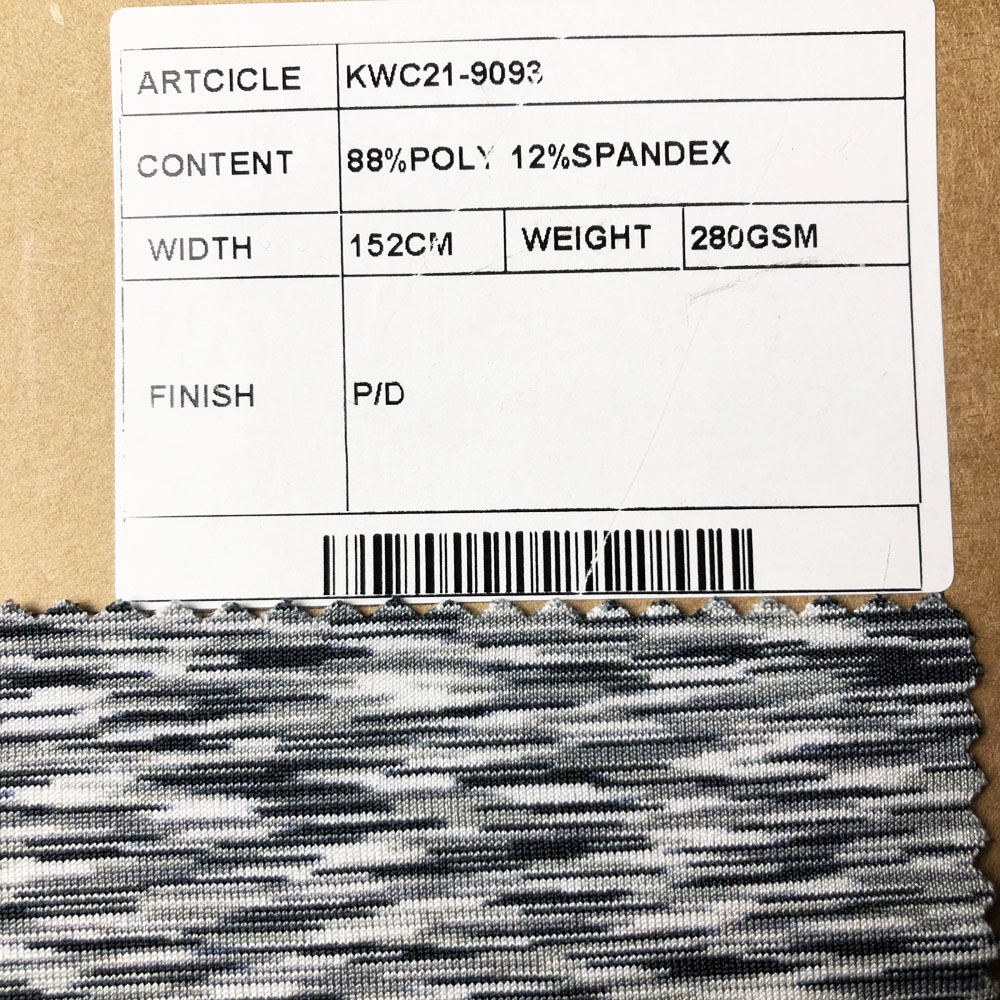 ARTCICLE KWC21-9093
CONTENT 88%POLY 12%SPANDEX
WIDTH 152CM WEIGHT 280GSM
FINISH P/D